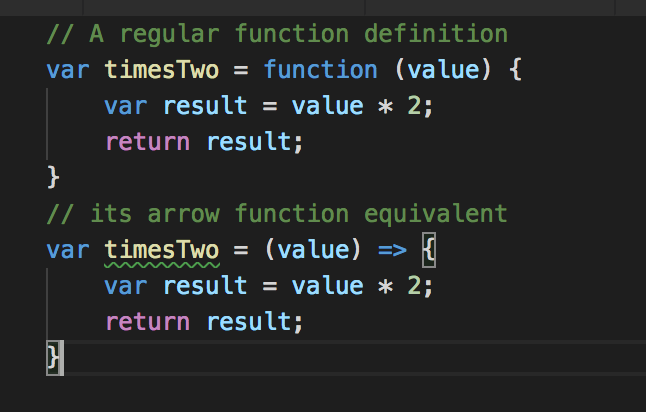 // A regular function definition
var timesTwo = function (value) {
    var result = value * 2;
    return result;
}
// its arrow function equivalent
var timesTwo = (value) => {
    var result = value * 2;
    return result;
}